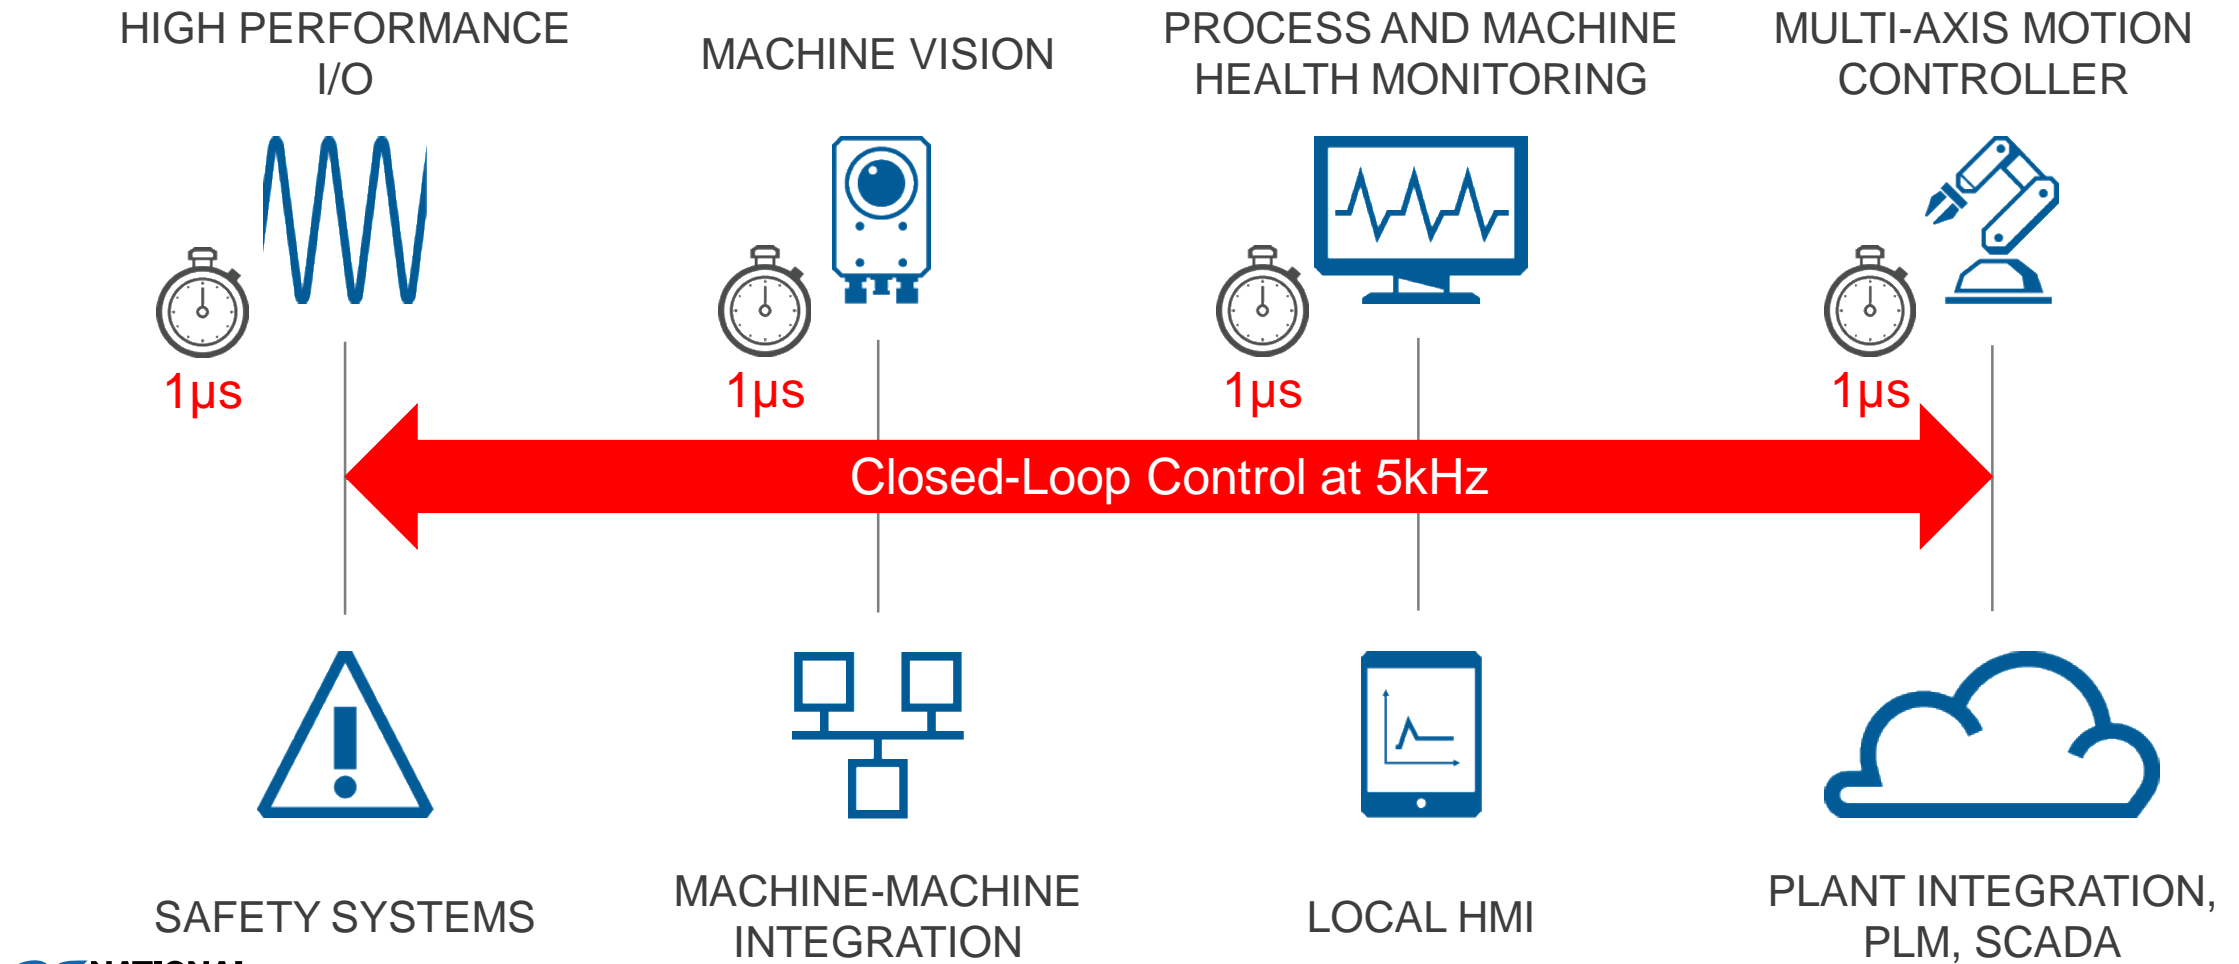 HIGH PERFORMANCE
I/O
MACHINE VISION
PROCESS AND MACHINE
HEALTH MONITORING
MULTI-AXIS MOTION
CONTROLLER
1µs
1µs
1µs
1µs
Closed-Loop Control at 5kHz
SAFETY SYSTEMS
MACHINE-MACHINE
INTEGRATION
LOCAL HMI
PLANT INTEGRATION,
PLM, SCADA
NATIONAL